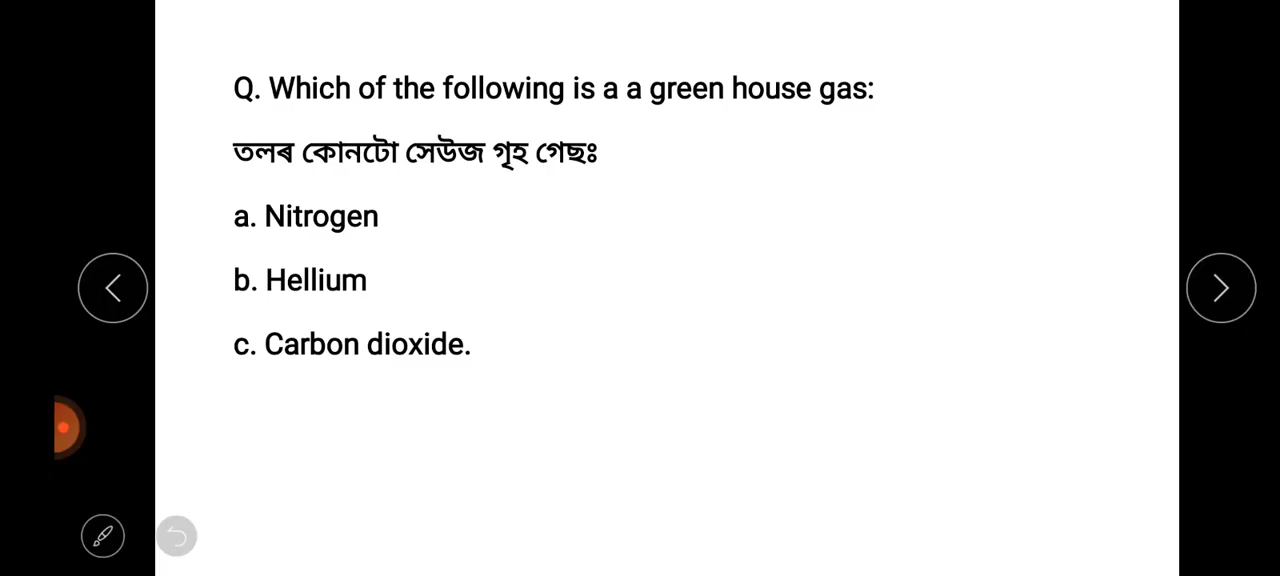 Q. Which of the following is a a green house gas:
তলৰ কোনটো সেউজ গৃহ গেছঃ
a. Nitrogen
b. Hellium
c. Carbon dioxide.